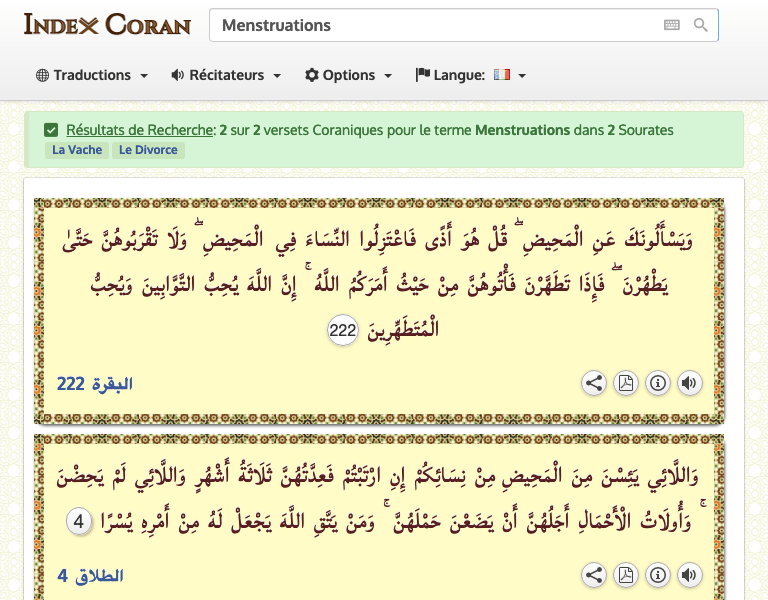 INDEX CORAN
Menstruations
Traductions
Récitateurs
Options
Langue:
Résultats de Recherche: 2 sur 2 versets Coraniques pour le terme Menstruations dans 2 Sourates
La Vache Le Divorce
وَيَسْأَلُونَكَ عَنِ الْمَحِيضِ ۖ قُلْ هُوَ أَذًى فَاعْتَزِلُوا النِّسَاءَ فِي الْمَحِيضِ ۖ وَلَا تَقْرَبُوهُنَّ حَتَّىٰ
يَطْهُرْنَ ۖ فَإِذَا تَطَهَّرْنَ فَأْتُوهُنَّ مِنْ حَيْثُ أَمَرَكُمُ اللَّهُ ۚ إِنَّ اللَّهَ يُحِبُّ التَّوَّابِينَ وَيُحِبُّ
الْمُتَطَهِّرِينَ 222
البقرة 222
وَاللَّائِي يَئِسْنَ مِنَ الْمَحِيضِ مِنْ نِسَائِكُمْ إِنِ ارْتَبْتُمْ فَعِدَّتُهُنَّ ثَلَاثَةُ أَشْهُرٍ وَاللَّائِي لَمْ يَحِضْنَ
ۚ وَأُولَاتُ الْأَحْمَالِ أَجَلُهُنَّ أَنْ يَضَعْنَ حَمْلَهُنَّ ۚ وَمَنْ يَتَّقِ اللَّهَ يَجْعَلْ لَهُ مِنْ أَمْرِهِ يُسْرًا 4
الطلاق 4